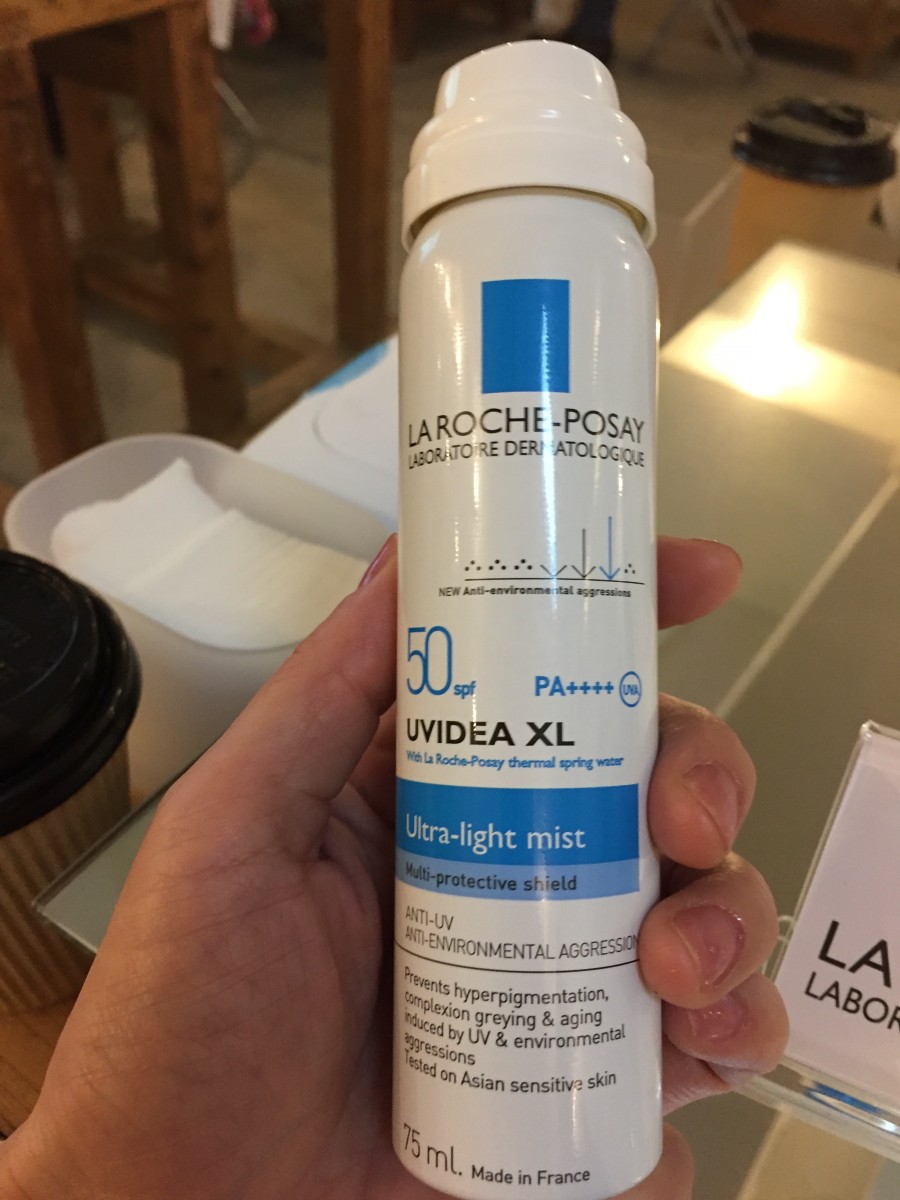 LA ROCHE-POSAY
LABORATOIRE DERMATOLOGIQUE
NEW Anti-environmental aggressions
50 spf PA++++ UVA
UVIDEA XL
With La Roche-Posay thermal spring water
Ultra-light mist
Multi-protective shield
ANTI-UV
ANTI-ENVIRONMENTAL AGGRESSION
Prevents hyperpigmentation,
complexion greying & aging
induced by UV & environmental
aggressions
Tested on Asian sensitive skin
75 ml. Made in France
LA
LABOR